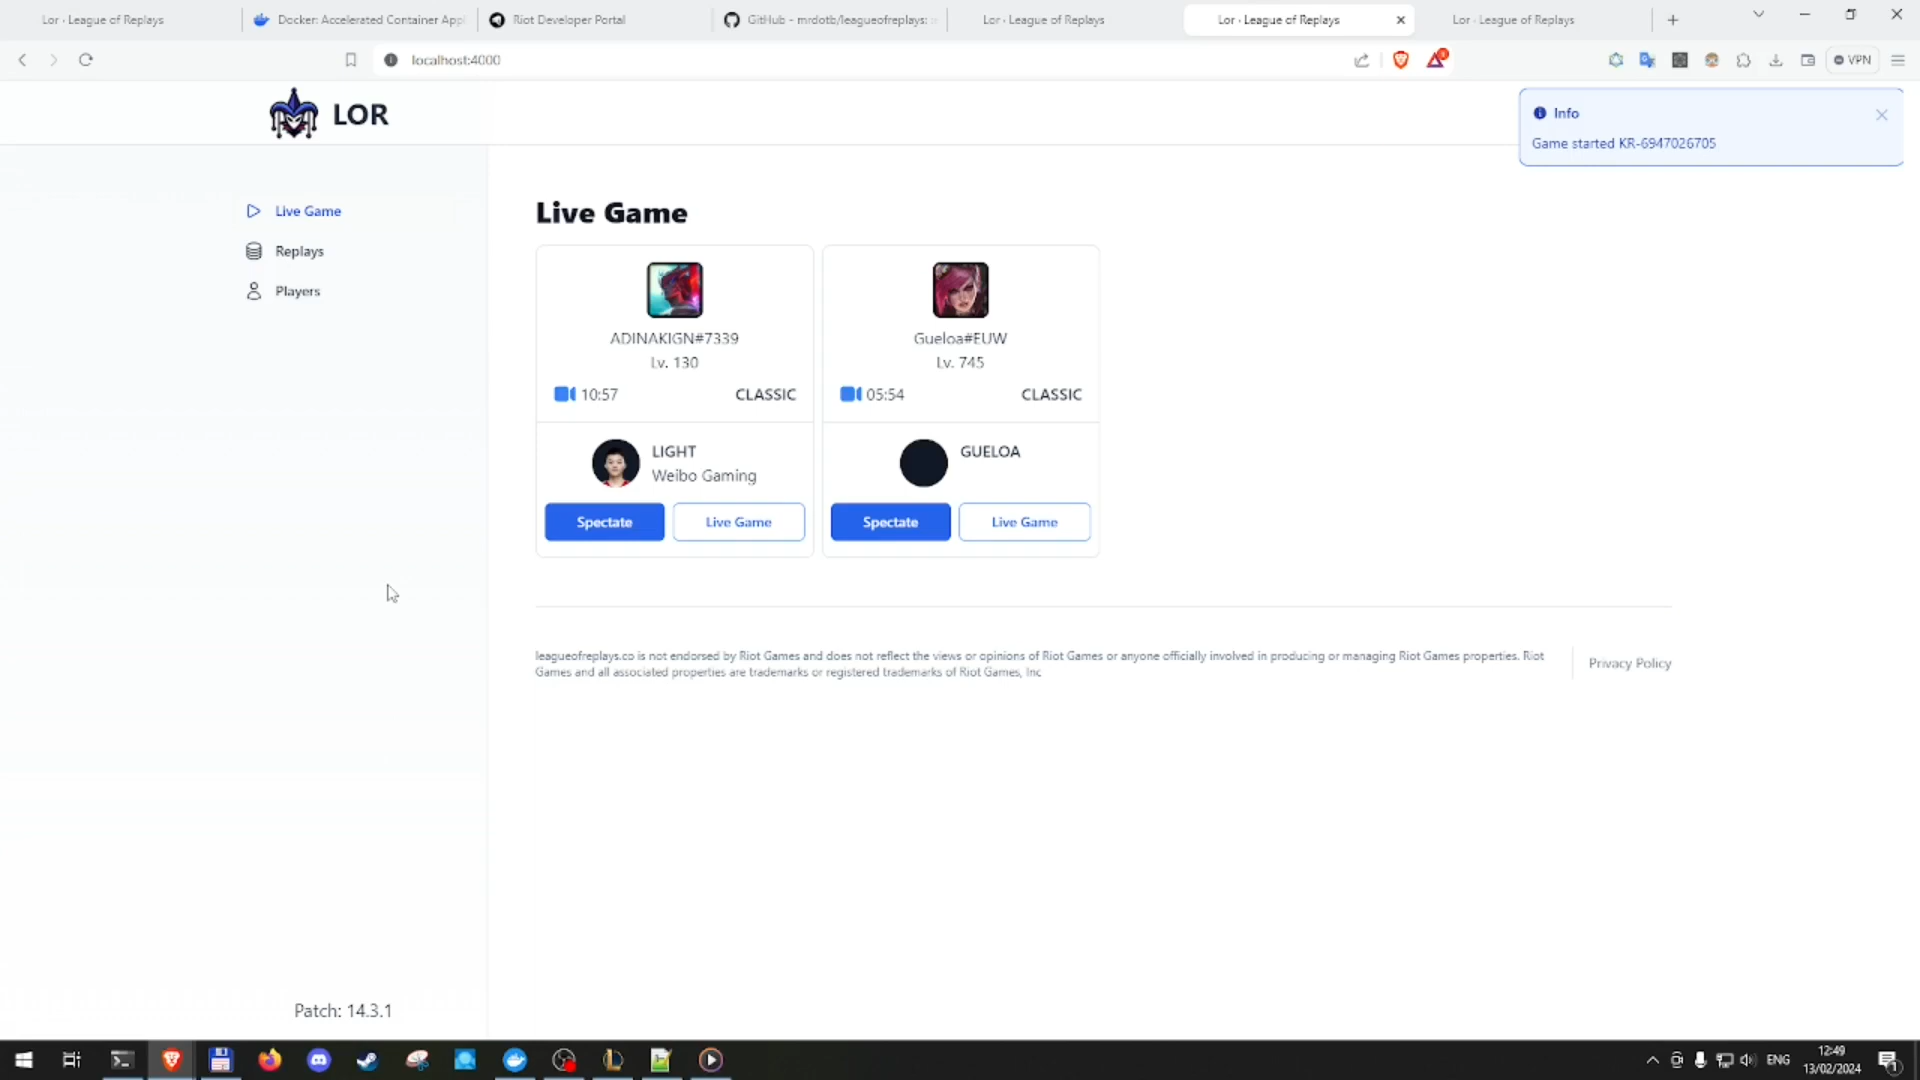 Lor · League of Replays
Docker: Accelerated Container Appl
Riot Developer Portal
GitHub - mrdotb/leagueofreplays:
Lor · League of Replays
Lor · League of Replays
Lor · League of Replays
localhost:4000
VPN
LOR
Info
Game started KR-6947026705
Live Game
Replays
Players
Live Game
ADINAKIGN#7339
Lv. 130
10:57 CLASSIC
LIGHT
Weibo Gaming
Spectate Live Game
Gueloa#EUW
Lv. 745
05:54 CLASSIC
GUELOA
Spectate Live Game
leagueofreplays.co is not endorsed by Riot Games and does not reflect the views or opinions of Riot Games or anyone officially involved in producing or managing Riot Games properties. Riot
Games and all associated properties are trademarks or registered trademarks of Riot Games, Inc
Privacy Policy
Patch: 14.3.1
ENG
12:49
13/02/2024